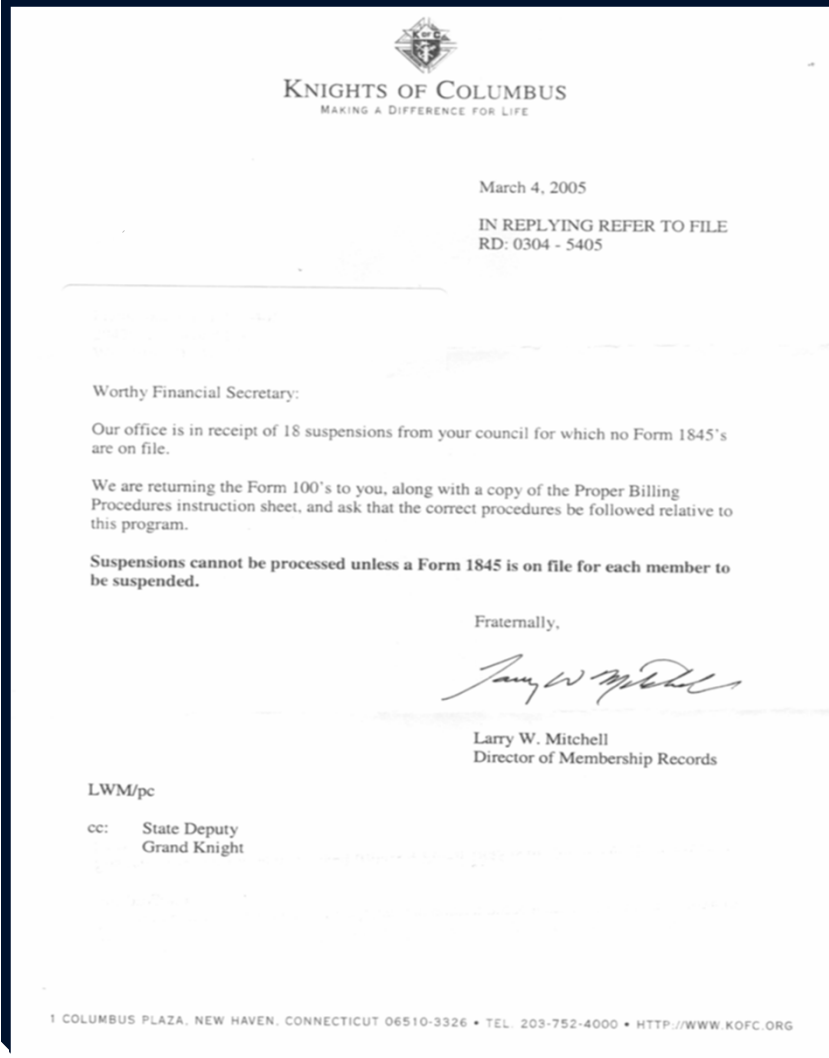 K OF C
KNIGHTS OF COLUMBUS
MAKING A DIFFERENCE FOR LIFE
March 4, 2005
IN REPLYING REFER TO FILE
RD: 0304 - 5405
Worthy Financial Secretary:
Our office is in receipt of 18 suspensions from your council for which no Form 1845's
are on file.
We are returning the Form 100's to you, along with a copy of the Proper Billing
Procedures instruction sheet, and ask that the correct procedures be followed relative to
this program.
Suspensions cannot be processed unless a Form 1845 is on file for each member to
be suspended.
Fraternally,
Larry W Mitchell
Larry W. Mitchell
Director of Membership Records
LWM/pc
cc: State Deputy
Grand Knight
1 COLUMBUS PLAZA, NEW HAVEN, CONNECTICUT 06510-3326 • TEL. 203-752-4000 • HTTP://WWW.KOFC.ORG